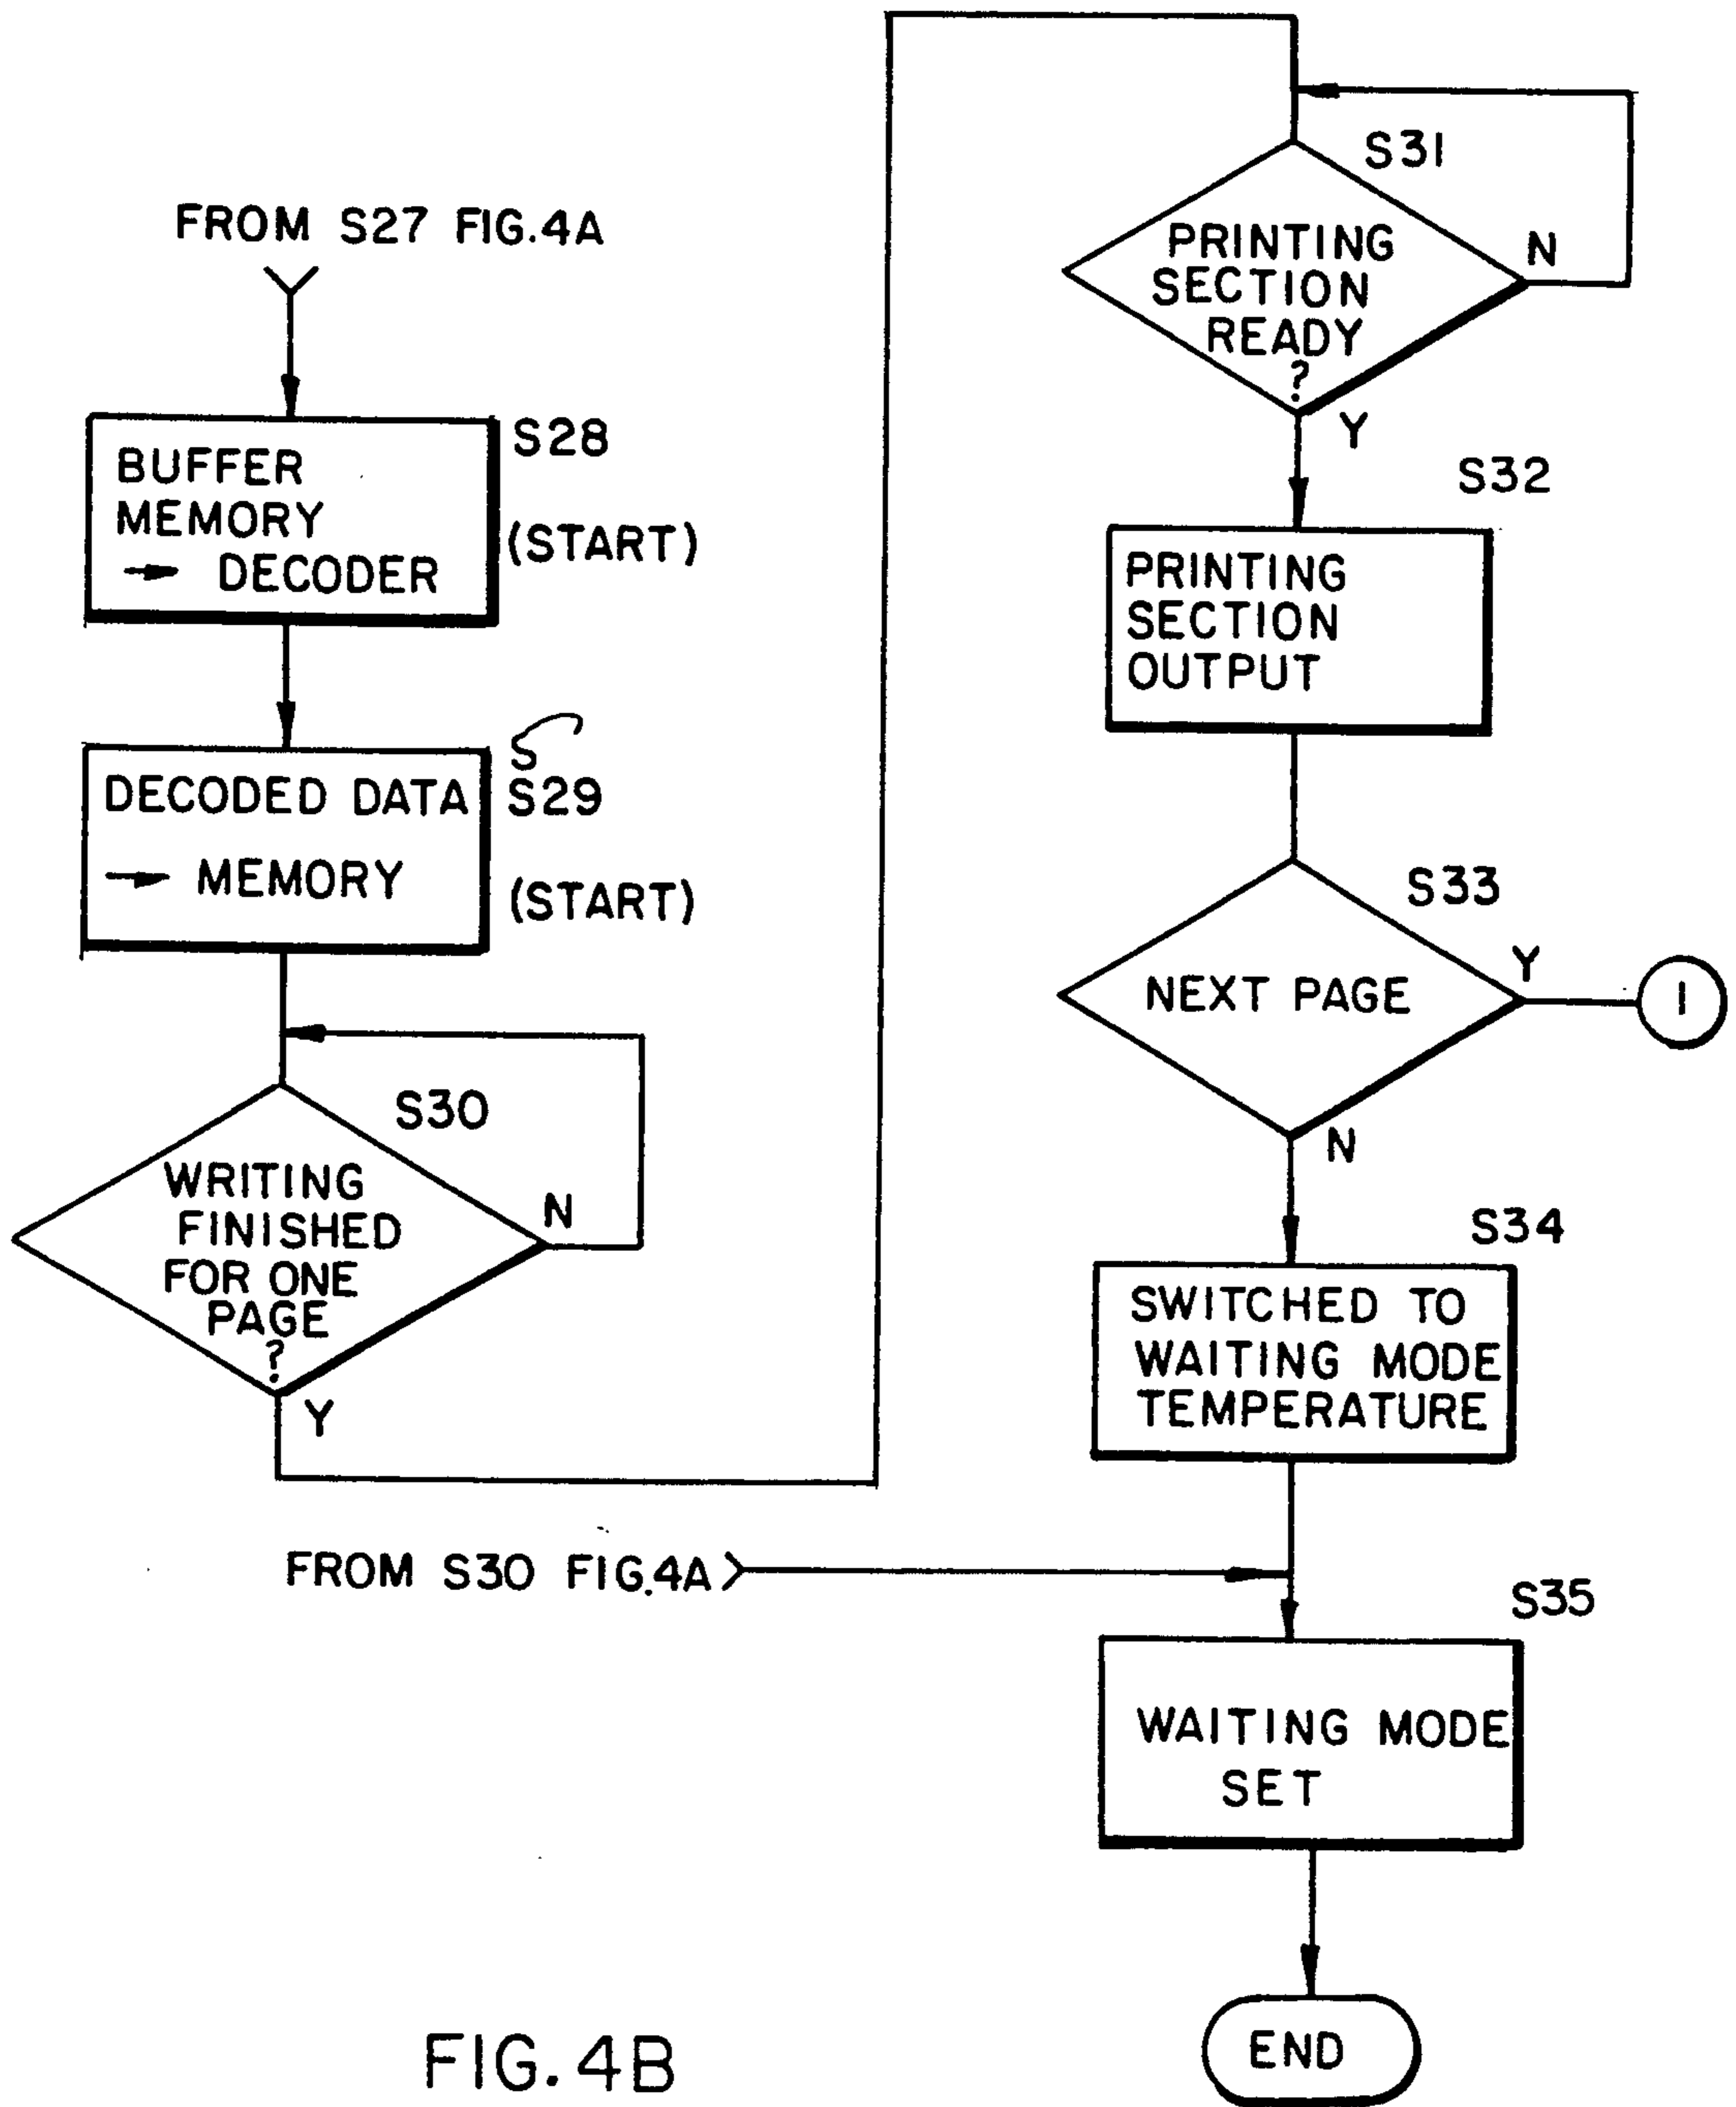 FROM S27 FIG.4A
S28
BUFFER
MEMORY
→ DECODER
(START)
S
S29
DECODED DATA
→ MEMORY
(START)
S30
WRITING
FINISHED
FOR ONE
PAGE
?
N
Y
S31
PRINTING
SECTION
READY
?
N
Y
S32
PRINTING
SECTION
OUTPUT
S33
NEXT PAGE
Y
1
N
S34
SWITCHED TO
WAITING MODE
TEMPERATURE
FROM S30 FIG.4A
S35
WAITING MODE
SET
END
FIG.4B